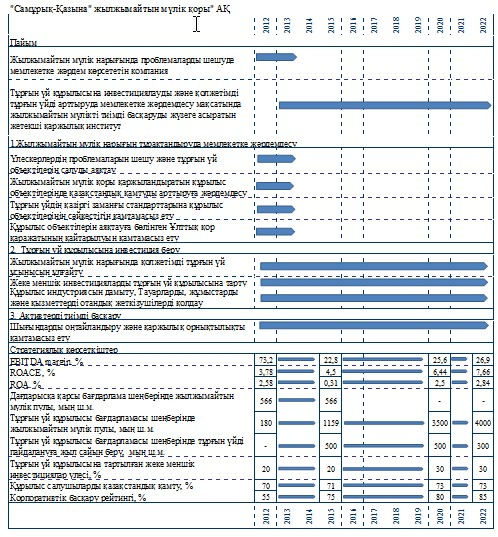 "Самұрық-Қазына" жылжымайтын мүлік қоры" АҚ
2012 2013 2014 2015 2016 2017 2018 2019 2020 2021 2022
Пайым
Жылжымайтын мүлік нарығында проблемаларды шешуде
мемлекетке жәрдем көрсететін компания
Тұрғын үй құрылысына инвестициялауды және қолжетімді
тұрғын үйді арттыруда мемлекетке жәрдемдесу мақсатында
жылжымайтын мүлікті тиімді басқаруды жүзеге асыратын
жетекші қаржылық институт
1.Жылжымайтын мүлік нарығын тұрақтандыруда мемлекетке жәрдемдесу
Үлескерлердің проблемаларын шешу және тұрғын үй
объектілерін салуды аяқтау
Жылжымайтын мүлік қоры қаржыландыратын құрылыс
объектілерінде қазақстандық қамтуды арттыруға жәрдемдесу
Тұрғын үйдің қазіргі заманғы стандарттарына құрылыс
объектілерінің сәйкестігін қамтамасыз ету
Құрылыс объектілерін аяқтауға бөлінген Ұлттық қор
қаражатының қайтарылуын қамтамасыз ету
2. Тұрғын үй құрылысына инвестиция беру
Жылжымайтын мүлік нарығында қолжетімді тұрғын үй
ұсынысын ұлғайту
Жеке меншік инвестицияларды тұрғын үй құрылысына тарту
Құрылыс индустриясын дамыту, Тауарларды, жұмыстарды
және қызметтерді отандық жеткізушілерді қолдау
3. Активтерді тиімді басқару
Шығындарды онтайландыру және қаржылық орнықтылықты
қамтамасыз ету
Стратегиялық көрсеткіштер
EBITDA margin, % 73,2 22,8 25,6 26,9
ROACE, % 3,78 4,5 6,44 7,66
ROA, % 2,58 0,31 2,5 2,84
Дағдарысқа қарсы бағдарлама шеңберінде жылжымайтын
мүлік пулы, мың ш.м. 566 566 - -
Тұрғын үй құрылысы бағдарламасы шеңберінде
жылжымайтын мүлік пулы, мың ш.м. 180 1159 3500 4000
Тұрғын үй құрылысы бағдарламасы шеңберінде тұрғын үйді
пайдалануға жыл сайын беру, мың ш.м. - 500 500 300
Тұрғын үй құрылысына тартылған жеке меншік
инвестициялар үлесі, % 20 20 30 30
Құрылыс салушыларды қазақстандық қамту, % 70 71 73 73
Корпоративтік басқару рейтингі, % 55 75 80 85
2012 2013 2014 2015 2016 2017 2018 2019 2020 2021 2022